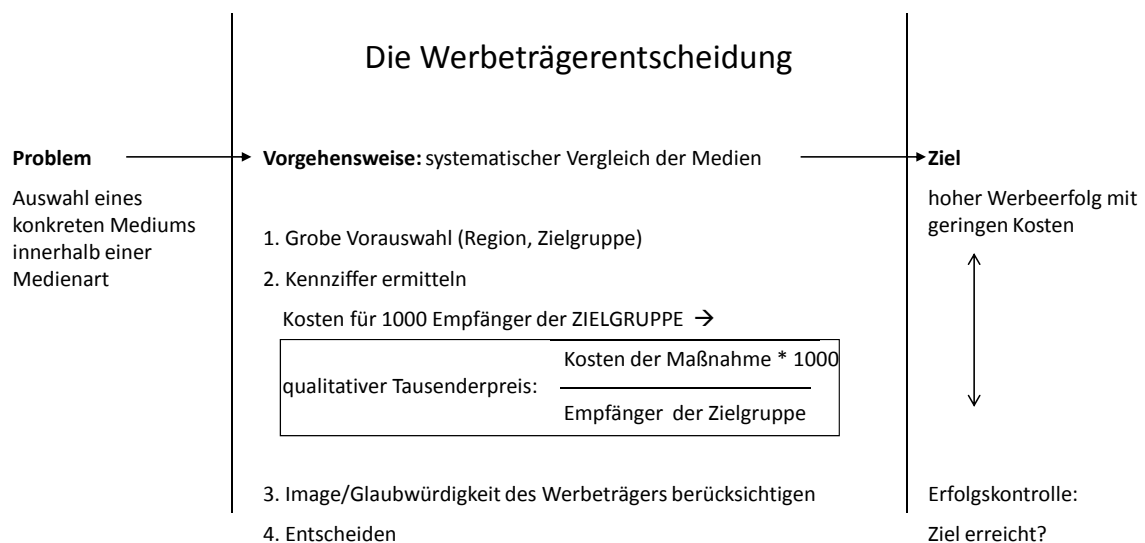 Die Werbeträgerentscheidung
Problem
Auswahl eines
konkreten Mediums
innerhalb einer
Medienart
Vorgehensweise: systematischer Vergleich der Medien
1. Grobe Vorauswahl (Region, Zielgruppe)
2. Kennziffer ermitteln
Kosten für 1000 Empfänger der ZIELGRUPPE →
qualitativer Tausenderpreis:
Kosten der Maßnahme * 1000
Empfänger der Zielgruppe
3. Image/Glaubwürdigkeit des Werbeträgers berücksichtigen
4. Entscheiden
Ziel
hoher Werbeerfolg mit
geringen Kosten
Erfolgskontrolle:
Ziel erreicht?